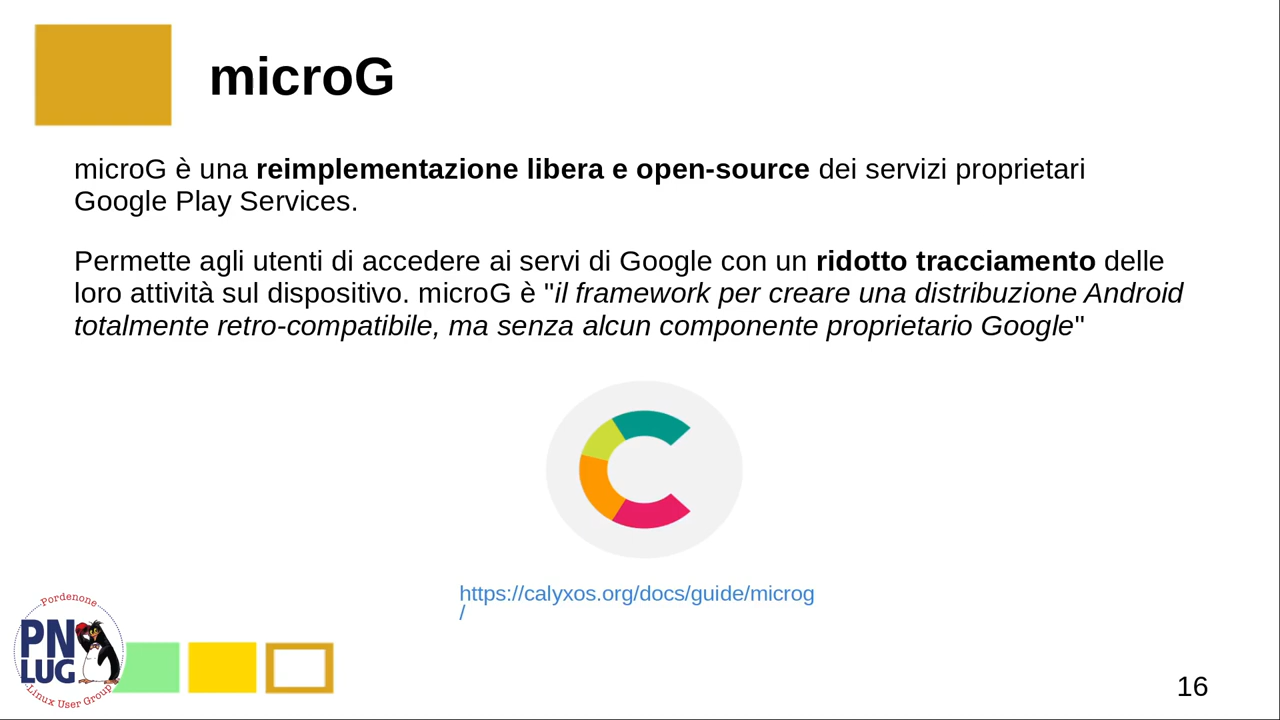 microG
microG è una reimplementazione libera e open-source dei servizi proprietari
Google Play Services.
Permette agli utenti di accedere ai servi di Google con un ridotto tracciamento delle
loro attività sul dispositivo. microG è "il framework per creare una distribuzione Android
totalmente retro-compatibile, ma senza alcun componente proprietario Google"
https://calyxos.org/docs/guide/microg
/
Pordenone
PN
LUG
Linux User Group
16